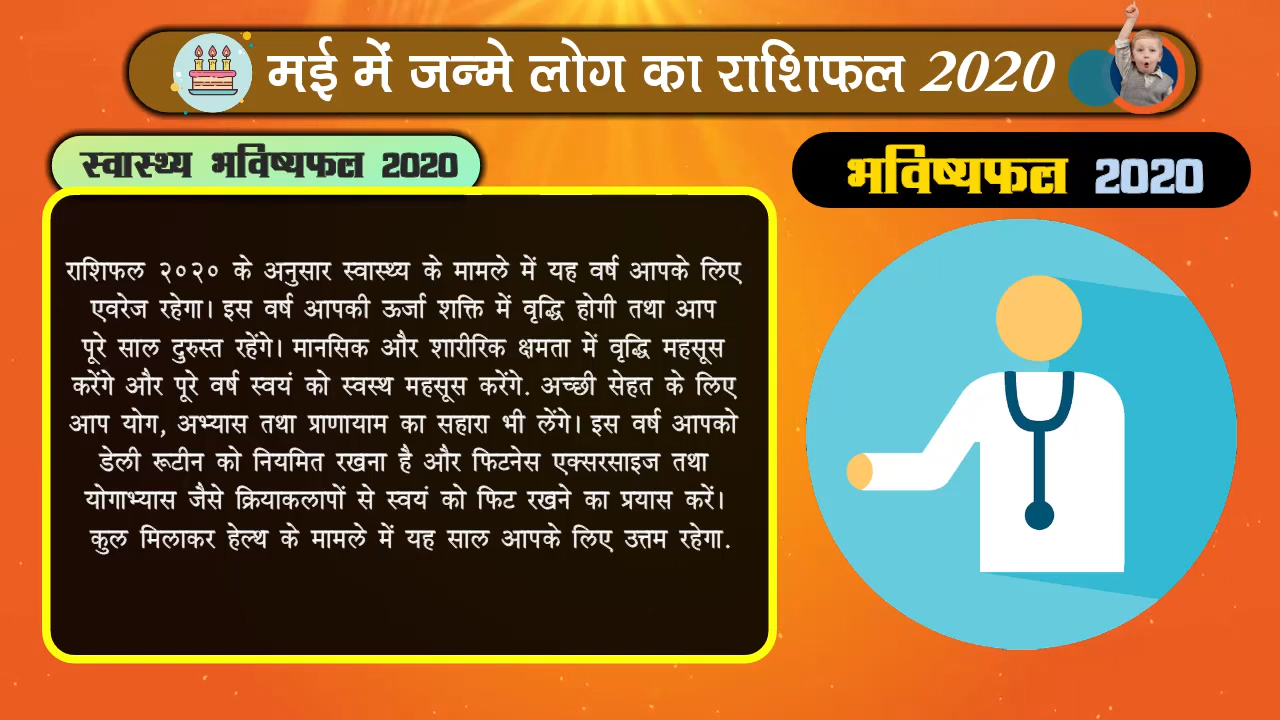 मई में जन्मे लोग का राशिफल 2020
स्वास्थ्य भविष्यफल 2020
भविष्यफल 2020
राशिफल २०२० के अनुसार स्वास्थ्य के मामले में यह वर्ष आपके लिए
एवरेज रहेगा। इस वर्ष आपकी ऊर्जा शक्ति में वृद्धि होगी तथा आप
पूरे साल दुरुस्त रहेंगे। मानसिक और शारीरिक क्षमता में वृद्धि महसूस
करेंगे और पूरे वर्ष स्वयं को स्वस्थ महसूस करेंगे. अच्छी सेहत के लिए
आप योग, अभ्यास तथा प्राणायाम का सहारा भी लेंगे। इस वर्ष आपको
डेली रूटीन को नियमित रखना है और फिटनेस एक्सरसाइज तथा
योगाभ्यास जैसे क्रियाकलापों से स्वयं को फिट रखने का प्रयास करें।
कुल मिलाकर हेल्थ के मामले में यह साल आपके लिए उत्तम रहेगा.